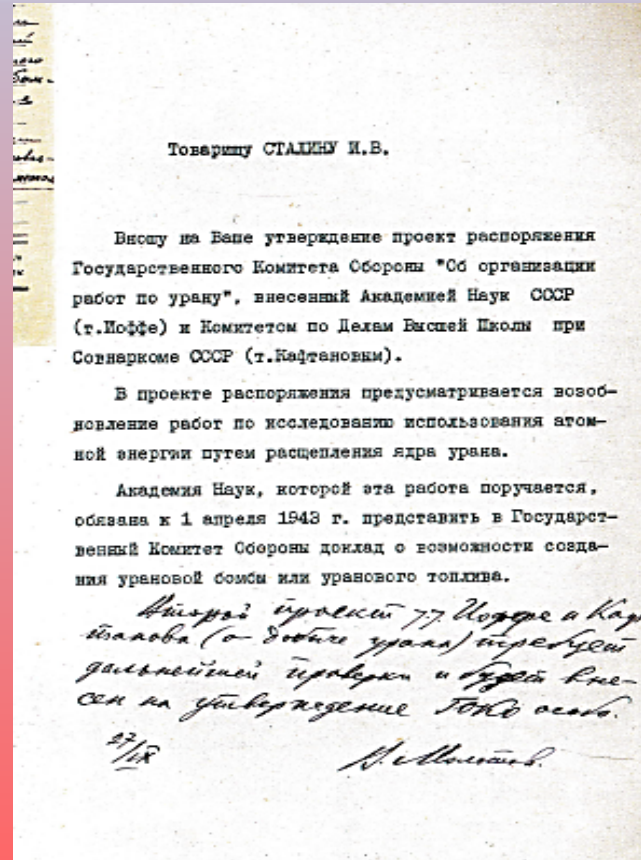 Товарищу СТАЛИНУ И.В.
Вношу на Ваше утверждение проект распоряжения
Государственного Комитета Обороны "Об организации
работ по урану", внесенный Академией Наук СССР
(т.Иоффе) и Комитетом по Делам Высшей Школы при
Совнаркоме СССР (т.Кафтановым).
В проекте распоряжения предусматривается возоб-
новление работ по исследованию использования атом-
ной энергии путем расщепления ядра урана.
Академия Наук, которой эта работа поручается,
обязана к 1 апреля 1943 г. представить в Государст-
венный Комитет Обороны доклад о возможности созда-
ния урановой бомбы или уранового топлива.
Второй проект т.т. Иоффе и Каф-
танова (о добыче урана) требует
дальнейшей проверки и будет вне-
сен на утверждение ГОКО особо.
27/IX
В. Молотов.